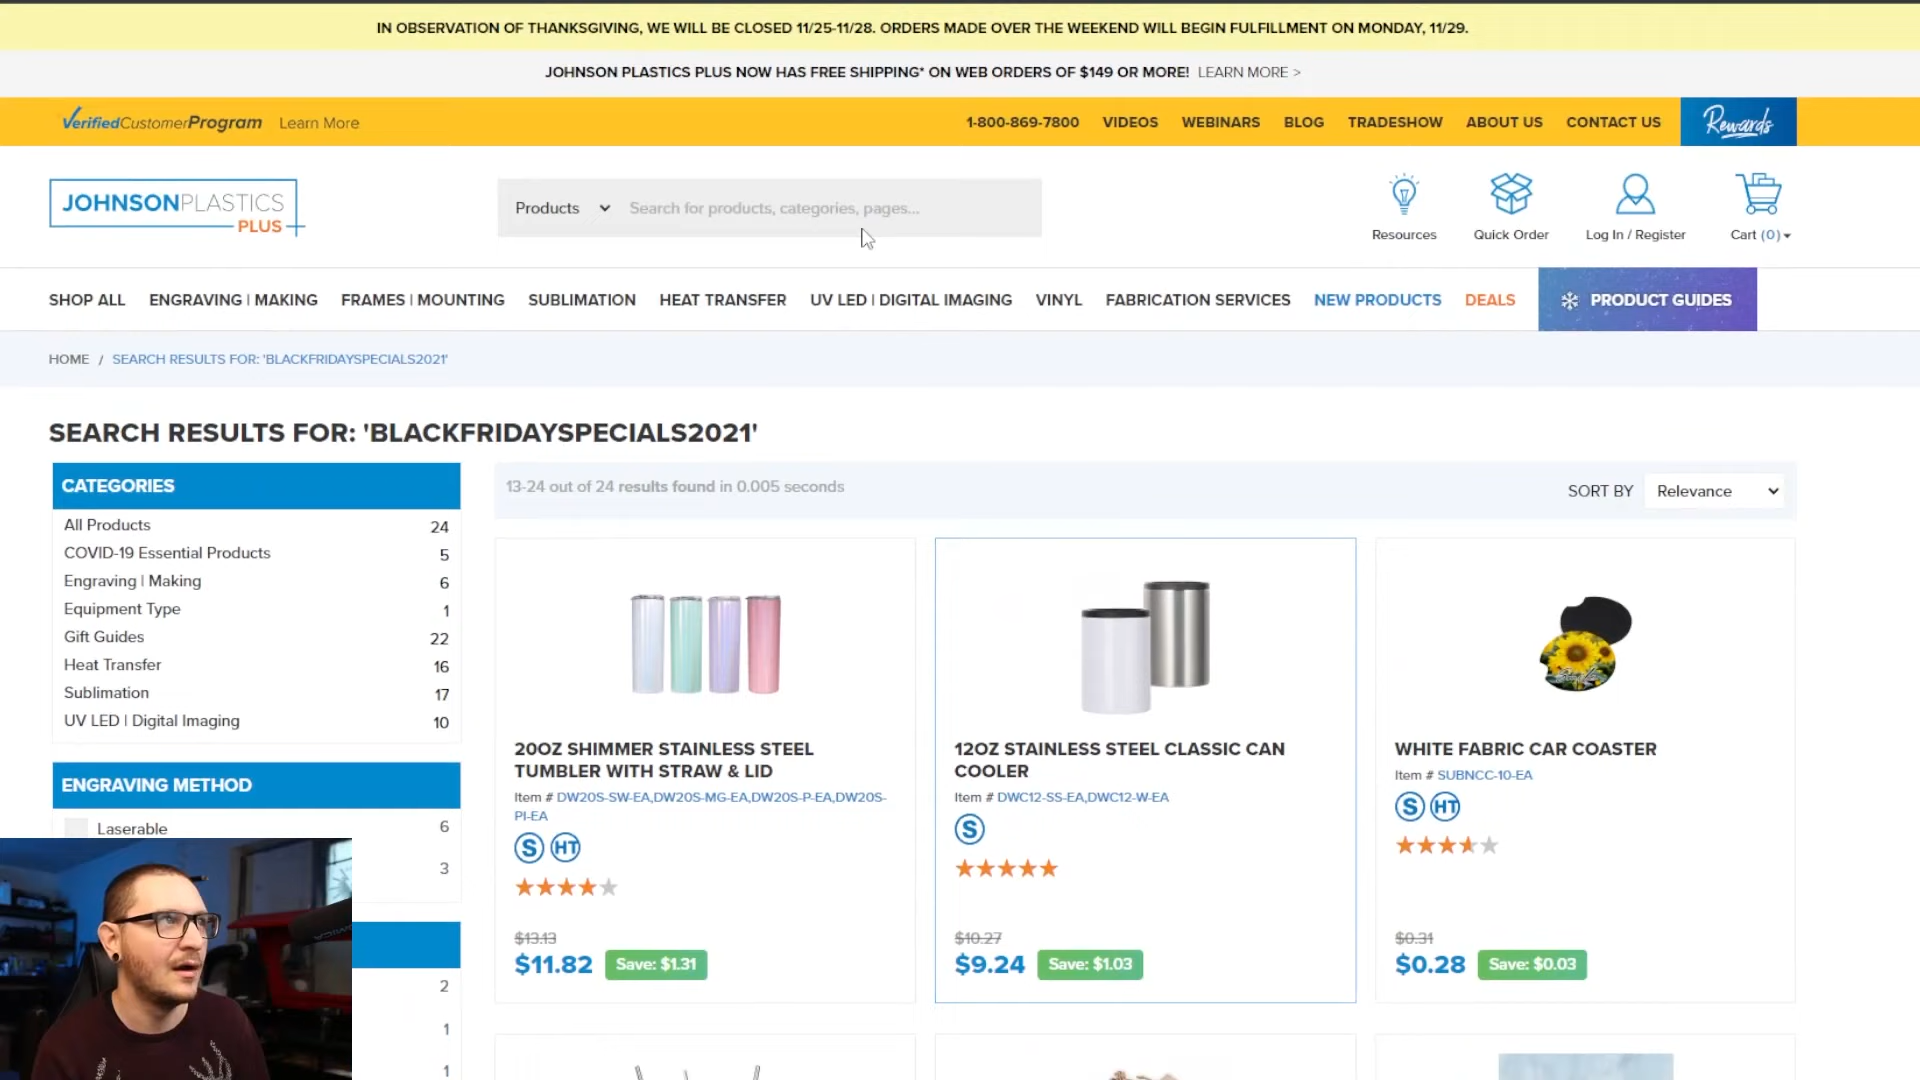 IN OBSERVATION OF THANKSGIVING, WE WILL BE CLOSED 11/25-11/28. ORDERS MADE OVER THE WEEKEND WILL BEGIN FULFILLMENT ON MONDAY, 11/29.
JOHNSON PLASTICS PLUS NOW HAS FREE SHIPPING* ON WEB ORDERS OF $149 OR MORE! LEARN MORE >
VerifiedCustomerProgram Learn More
1-800-869-7800 VIDEOS WEBINARS BLOG TRADESHOW ABOUT US CONTACT US Rewards
JOHNSONPLASTICS
PLUS
Products Search for products, categories, pages...
Resources Quick Order Log In / Register Cart (0)
SHOP ALL ENGRAVING | MAKING FRAMES | MOUNTING SUBLIMATION HEAT TRANSFER UV LED | DIGITAL IMAGING VINYL FABRICATION SERVICES NEW PRODUCTS DEALS PRODUCT GUIDES
HOME / SEARCH RESULTS FOR: 'BLACKFRIDAYSPECIALS2021'
SEARCH RESULTS FOR: 'BLACKFRIDAYSPECIALS2021'
CATEGORIES
All Products 24
COVID-19 Essential Products 5
Engraving | Making 6
Equipment Type 1
Gift Guides 22
Heat Transfer 16
Sublimation 17
UV LED | Digital Imaging 10
ENGRAVING METHOD
Laserable 6
3
2
1
1
13-24 out of 24 results found in 0.005 seconds
SORT BY Relevance
20OZ SHIMMER STAINLESS STEEL
TUMBLER WITH STRAW & LID
Item # DW20S-SW-EA,DW20S-MG-EA,DW20S-P-EA,DW20S-
PI-EA
S HT
$13.13
$11.82 Save: $1.31
12OZ STAINLESS STEEL CLASSIC CAN
COOLER
Item # DWC12-SS-EA,DWC12-W-EA
S
$10.27
$9.24 Save: $1.03
WHITE FABRIC CAR COASTER
Item # SUBNCC-10-EA
S HT
$0.31
$0.28 Save: $0.03